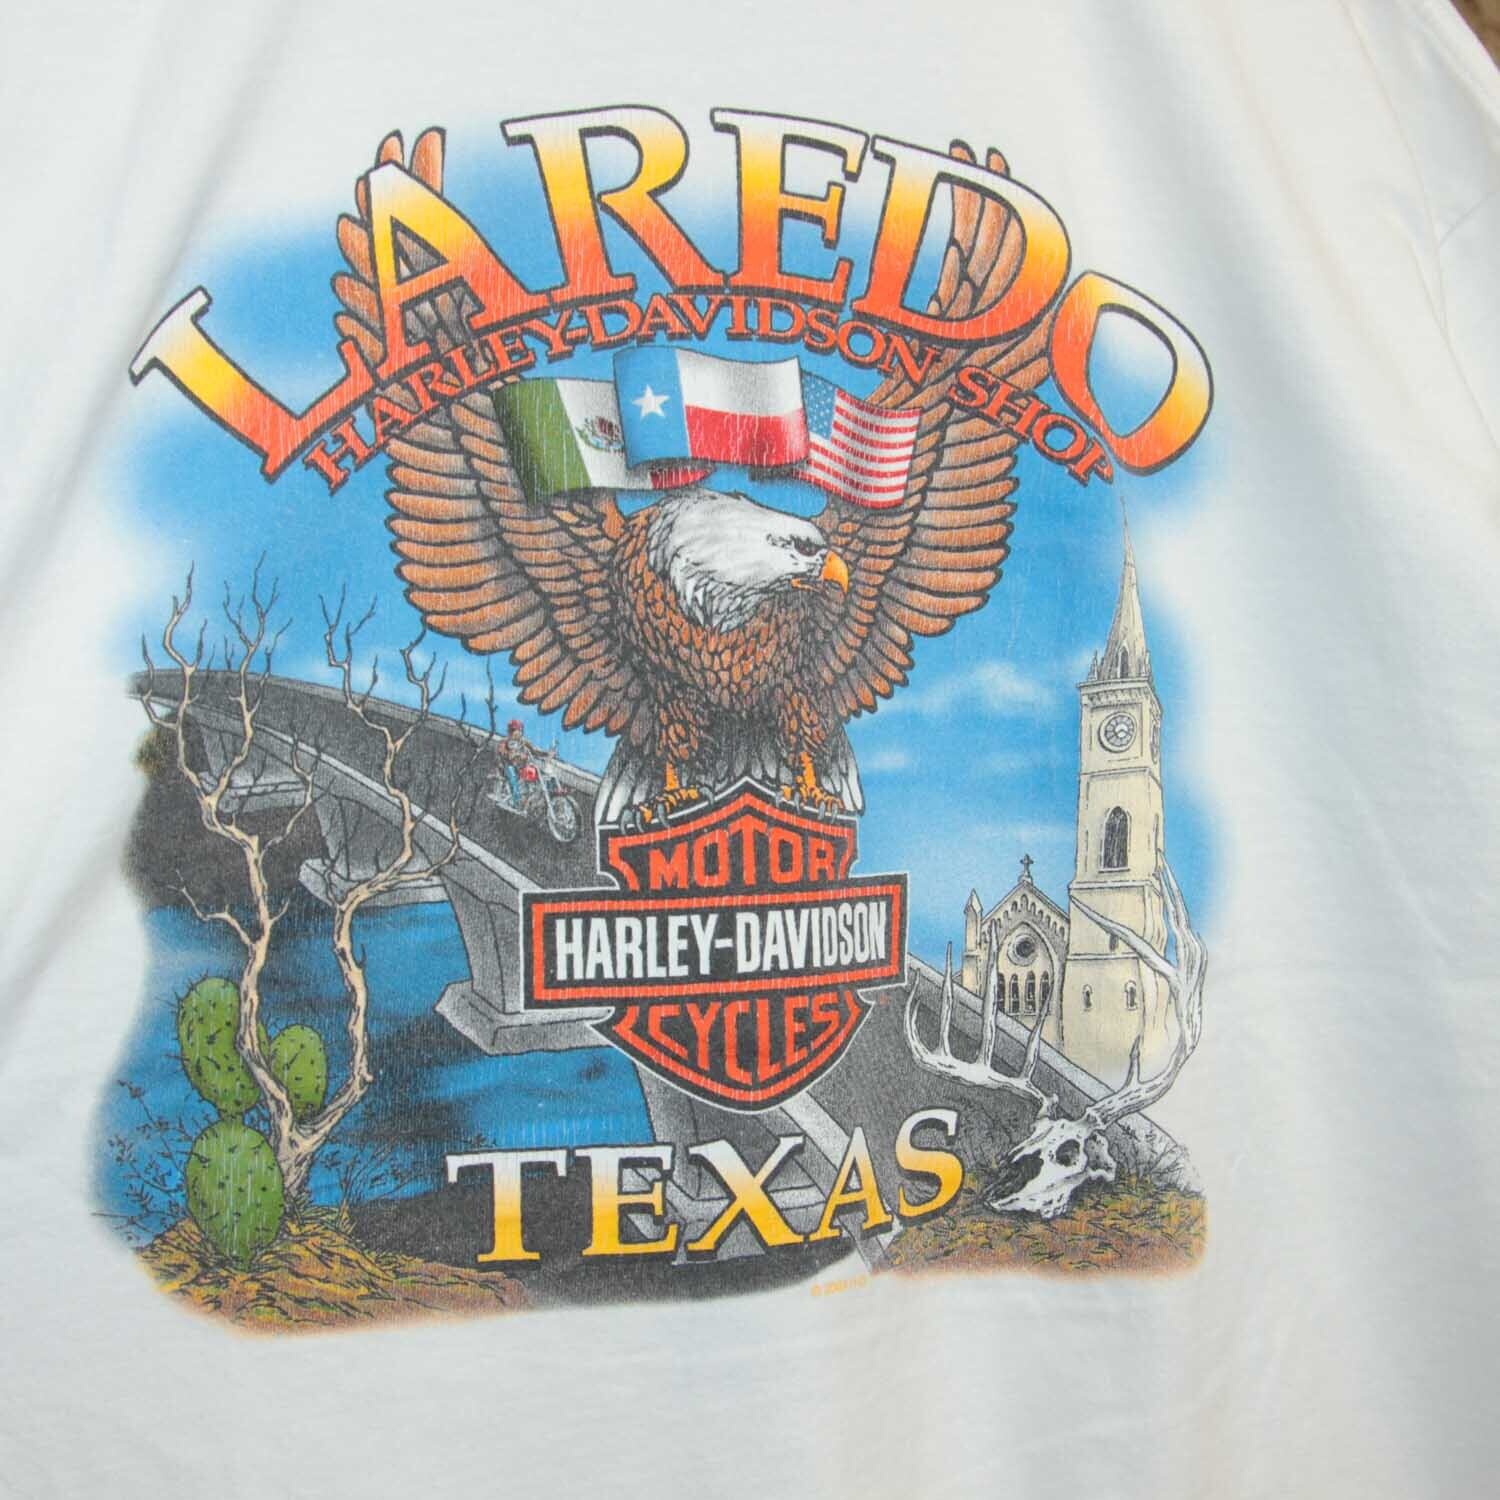 LAREDO
HARLEY-DAVIDSON SHOP
MOTOR
HARLEY-DAVIDSON
CYCLES
TEXAS